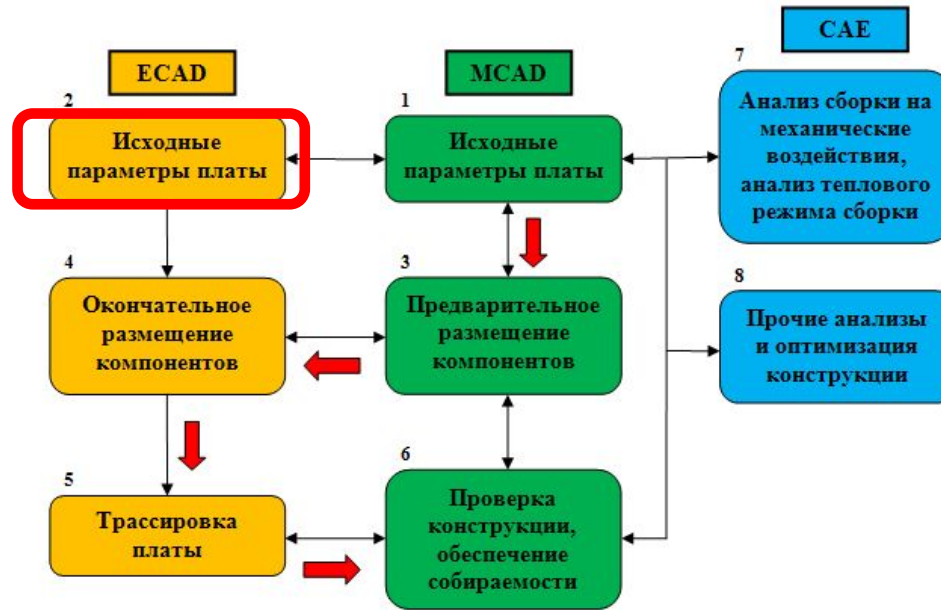 CAE
ECAD
MCAD
7
2
1
Анализ сборки на
механические
воздействия,
анализ теплового
режима сборки
Исходные
параметры платы
Исходные
параметры платы
4
3
8
Окончательное
размещение
компонентов
Предварительное
размещение
компонентов
Прочие анализы
и оптимизация
конструкции
5
6
Трассировка
платы
Проверка
конструкции,
обеспечение
собираемости